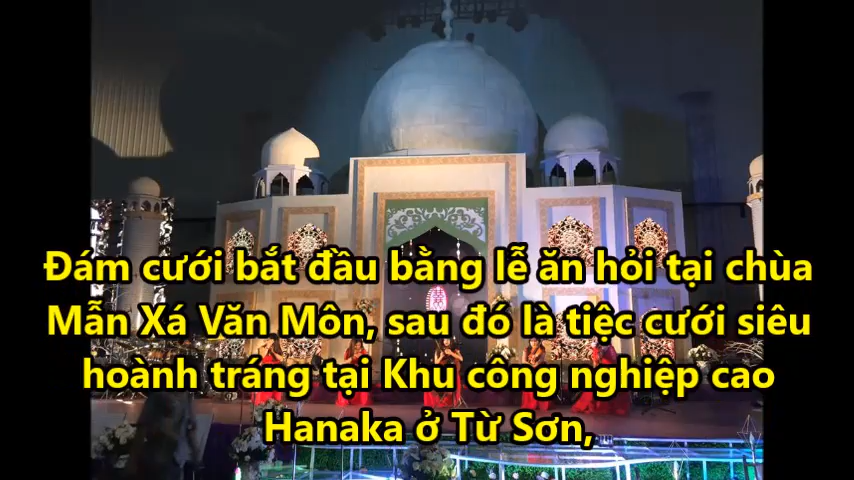 Đám cưới bắt đầu bằng lễ ăn hỏi tại chùa
Mẫn Xá Văn Môn, sau đó là tiệc cưới siêu
hoành tráng tại Khu công nghiệp cao
Hanaka ở Từ Sơn,